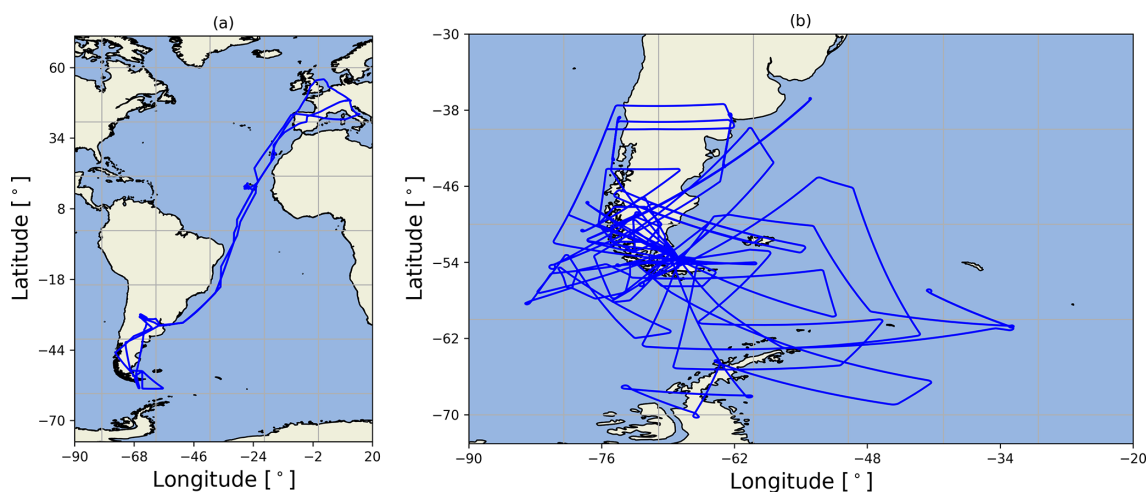 (a)
60
34
8
−18
−44
−70
Latitude [°]
−90 −68 −46 −24 −2 20
Longitude [°]
(b)
−30
−38
−46
−54
−62
−70
Latitude [°]
−90 −76 −62 −48 −34 −20
Longitude [°]